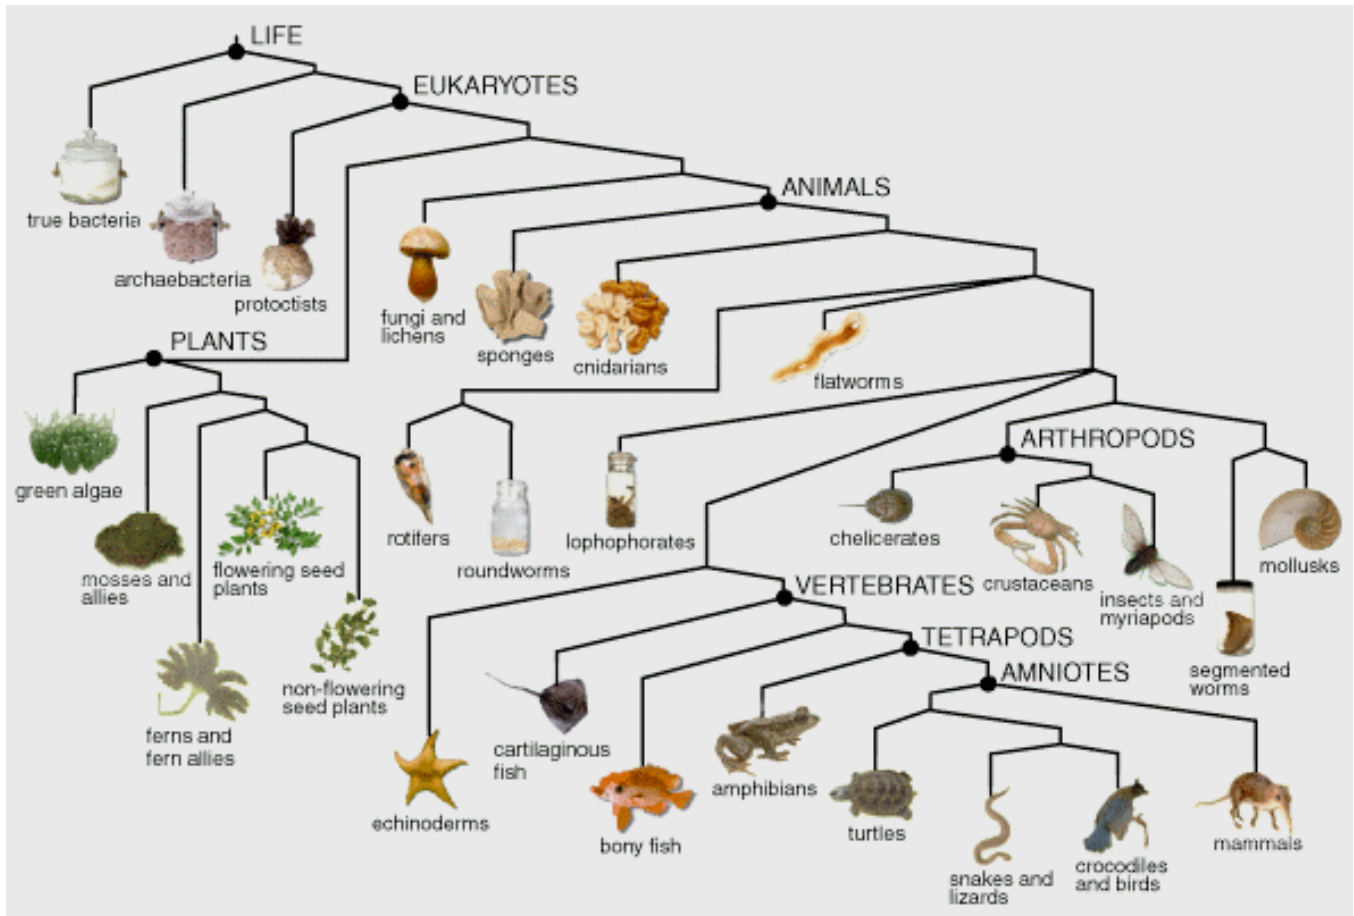 LIFE
EUKARYOTES
true bacteria
archaebacteria
protoctists
ANIMALS
fungi and
lichens
sponges
cnidarians
flatworms
PLANTS
green algae
mosses and
allies
flowering seed
plants
non-flowering
seed plants
ferns and
fern allies
rotifers
roundworms
lophophorates
ARTHROPODS
chelicerates
crustaceans
insects and
myriapods
mollusks
segmented
worms
VERTEBRATES
TETRAPODS
AMNIOTES
echinoderms
cartilaginous
fish
bony fish
amphibians
turtles
snakes and
lizards
crocodiles
and birds
mammals